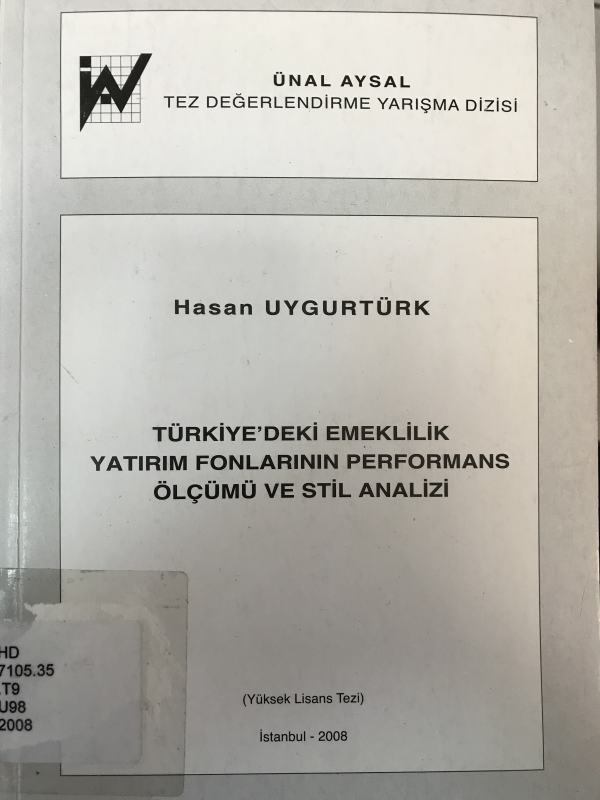 ÜNAL AYSAL
TEZ DEĞERLENDİRME YARIŞMA DİZİSİ
Hasan UYGURTÜRK
TÜRKİYE'DEKİ EMEKLİLİK
YATIRIM FONLARININ PERFORMANS
ÖLÇÜMÜ VE STİL ANALİZİ
HD
7105.35
.T9
U98
2008
(Yüksek Lisans Tezi)
İstanbul - 2008